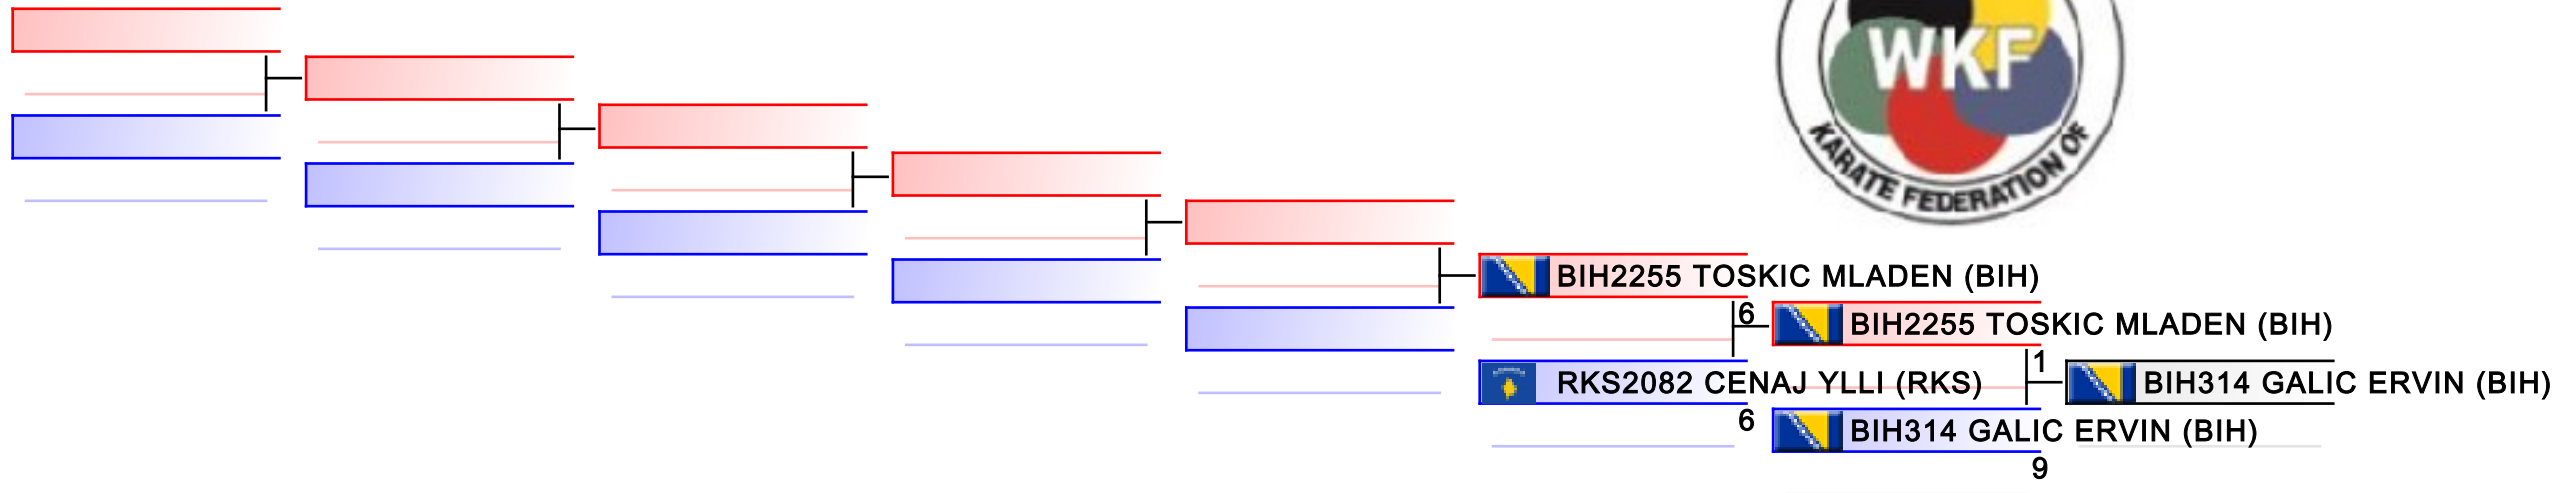 WKF
KARATE FEDERATION OF
BIH2255 TOSKIC MLADEN (BIH)
6
BIH2255 TOSKIC MLADEN (BIH)
1
RKS2082 CENAJ YLLI (RKS)
BIH314 GALIC ERVIN (BIH)
6
BIH314 GALIC ERVIN (BIH)
9